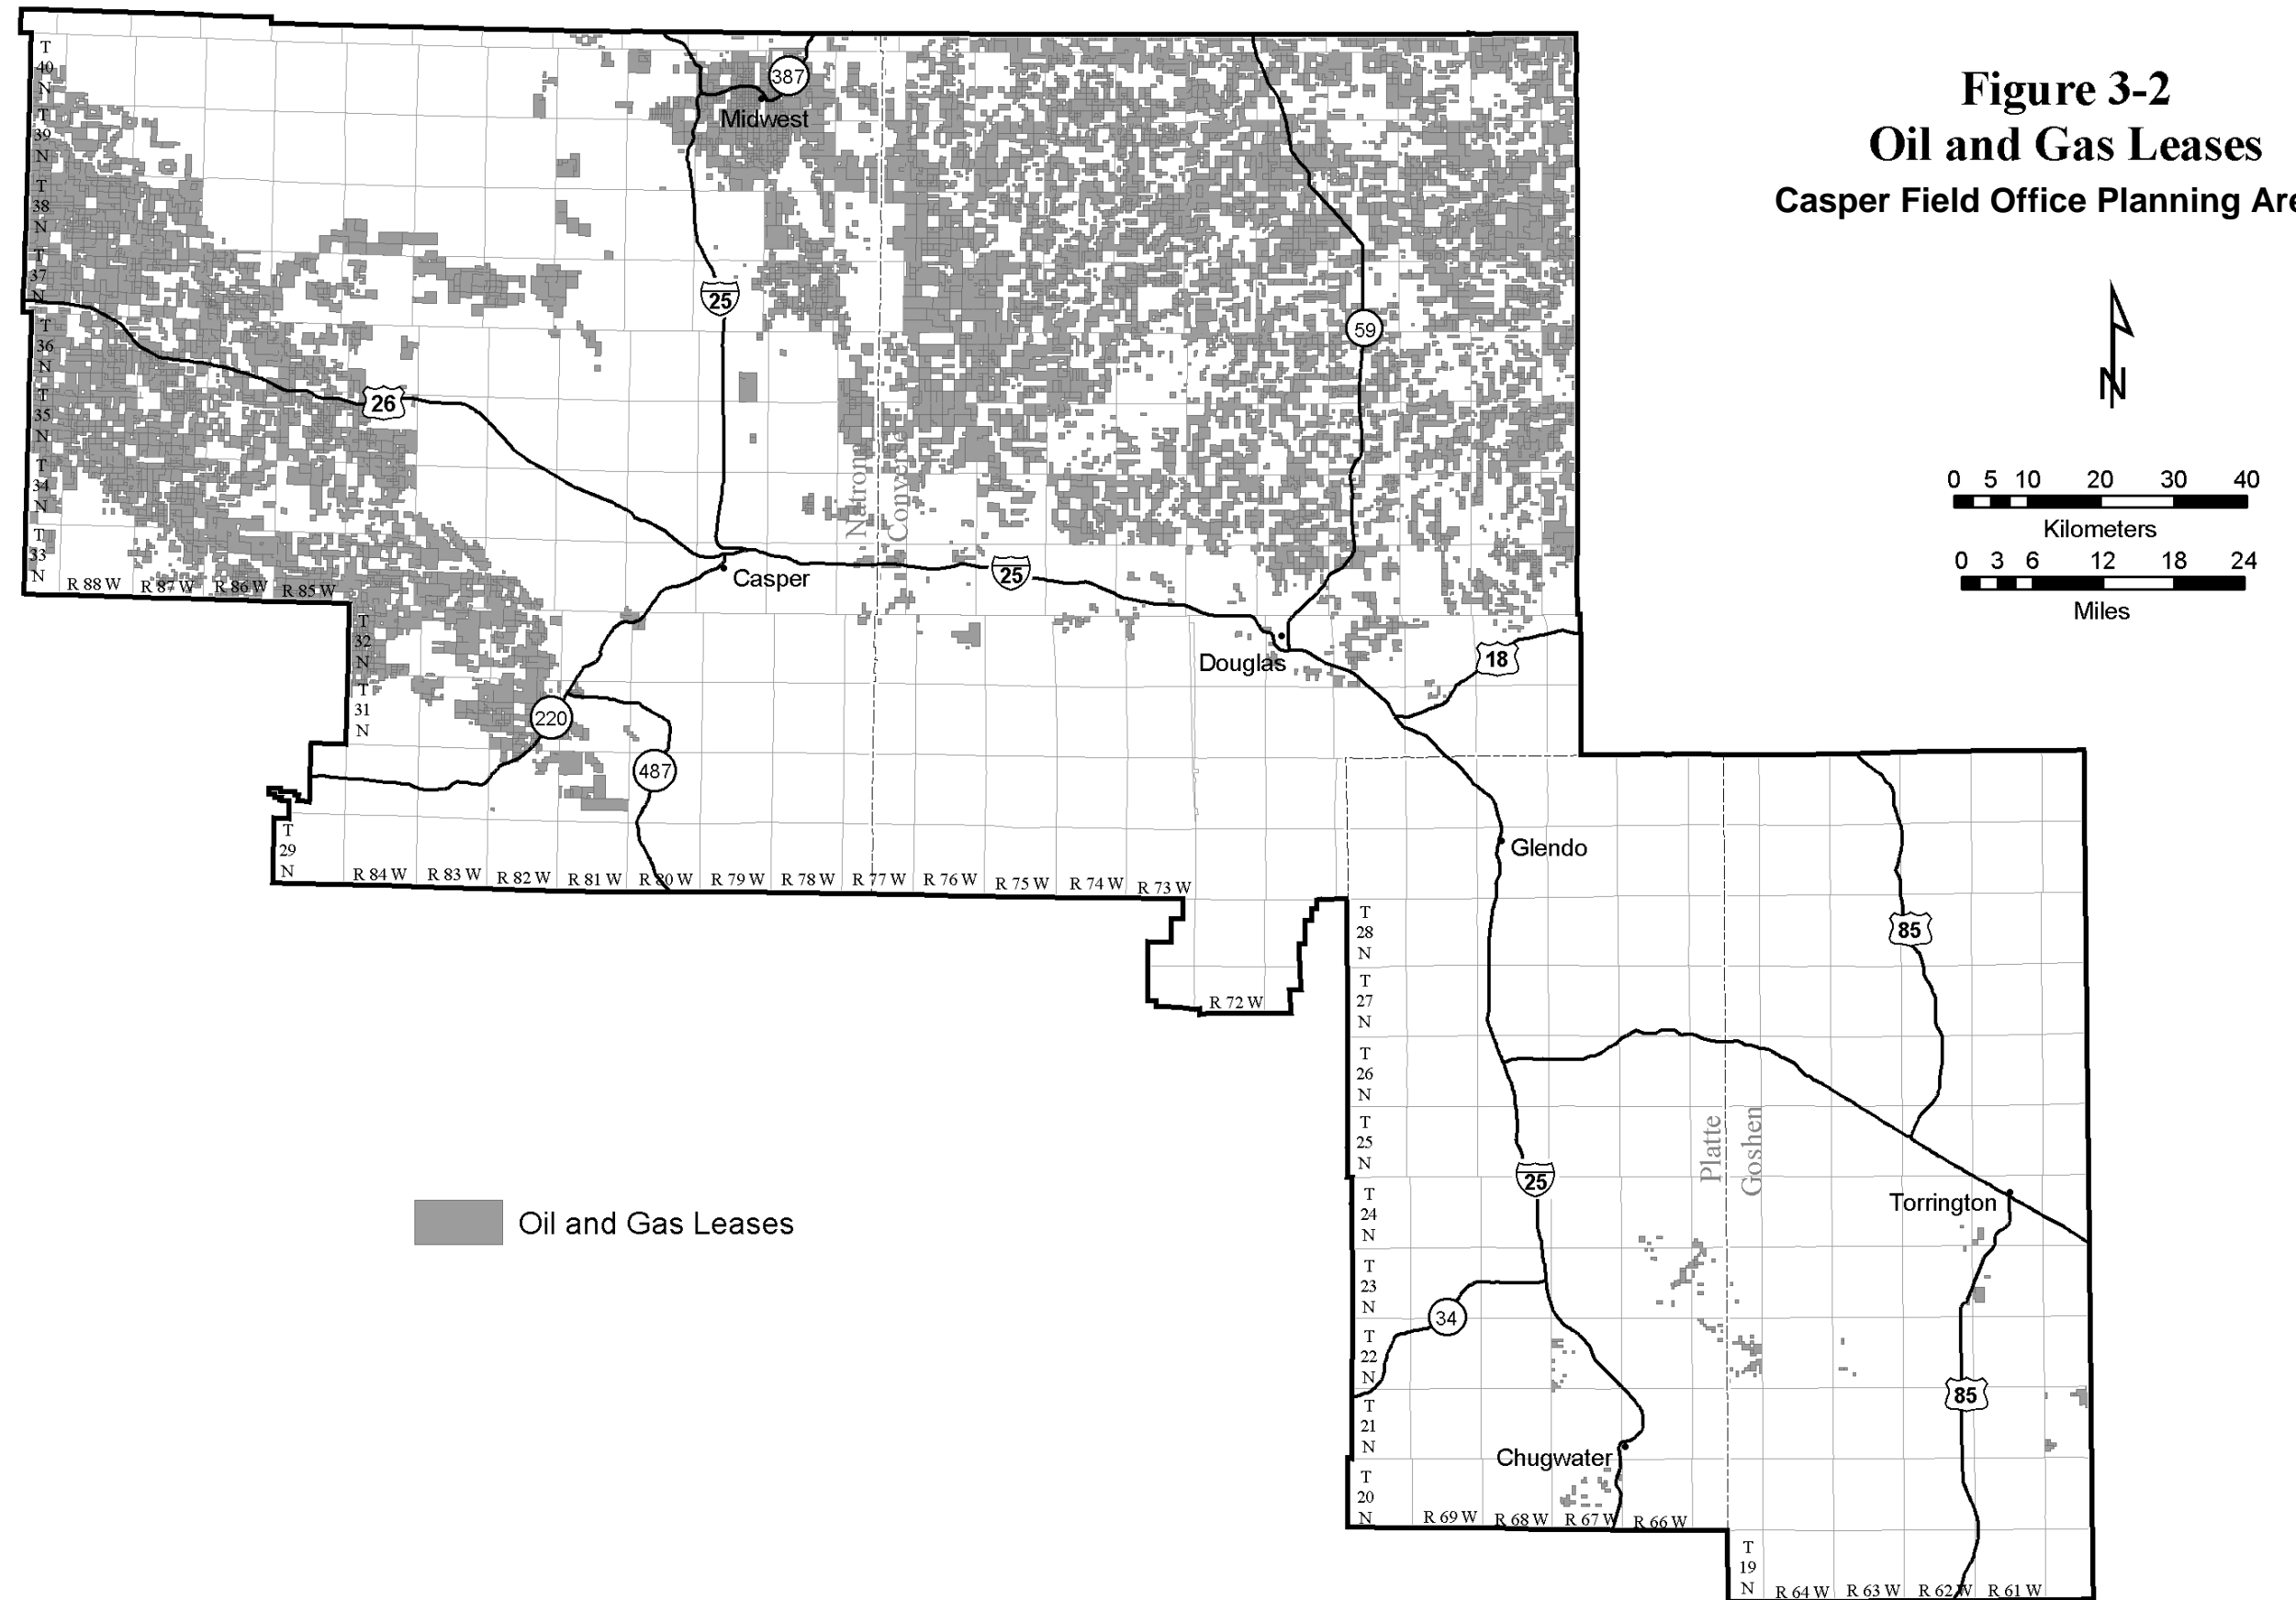 Figure 3-2
Oil and Gas Leases
Casper Field Office Planning Are
N
0 5 10 20 30 40
Kilometers
0 3 6 12 18 24
Miles
T
40
N
T
39
N
T
38
N
T
37
N
T
36
N
T
35
N
T
34
N
T
33
N
R 88 W R 87 W R 86 W R 85 W
387
Midwest
25
59
26
Natrona
Converse
Casper
25
T
32
N
T
31
N
Douglas
18
220
487
T
29
N
R 84 W R 83 W R 82 W R 81 W R 80 W R 79 W R 78 W R 77 W R 76 W R 75 W R 74 W R 73 W
Glendo
T
28
N
85
T
27
N
R 72 W
T
26
N
T
25
N
Platte
Goshen
25
T
24
N
Torrington
Oil and Gas Leases
T
23
N
34
T
22
N
85
T
21
N
Chugwater
T
20
N
R 69 W R 68 W R 67 W R 66 W
T
19
N
R 64 W R 63 W R 62 W R 61 W